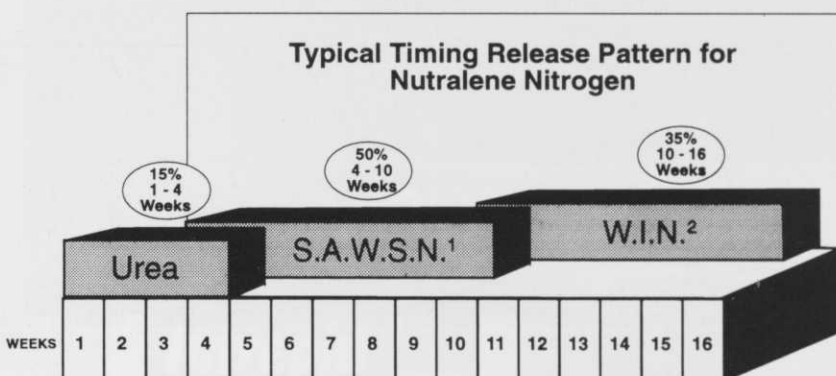 Typical Timing Release Pattern for
Nutralene Nitrogen
15%
1 - 4
Weeks
50%
4 - 10
Weeks
35%
10 - 16
Weeks
Urea
S.A.W.S.N.¹
W.I.N.²
WEEKS 1 2 3 4 5 6 7 8 9 10 11 12 13 14 15 16